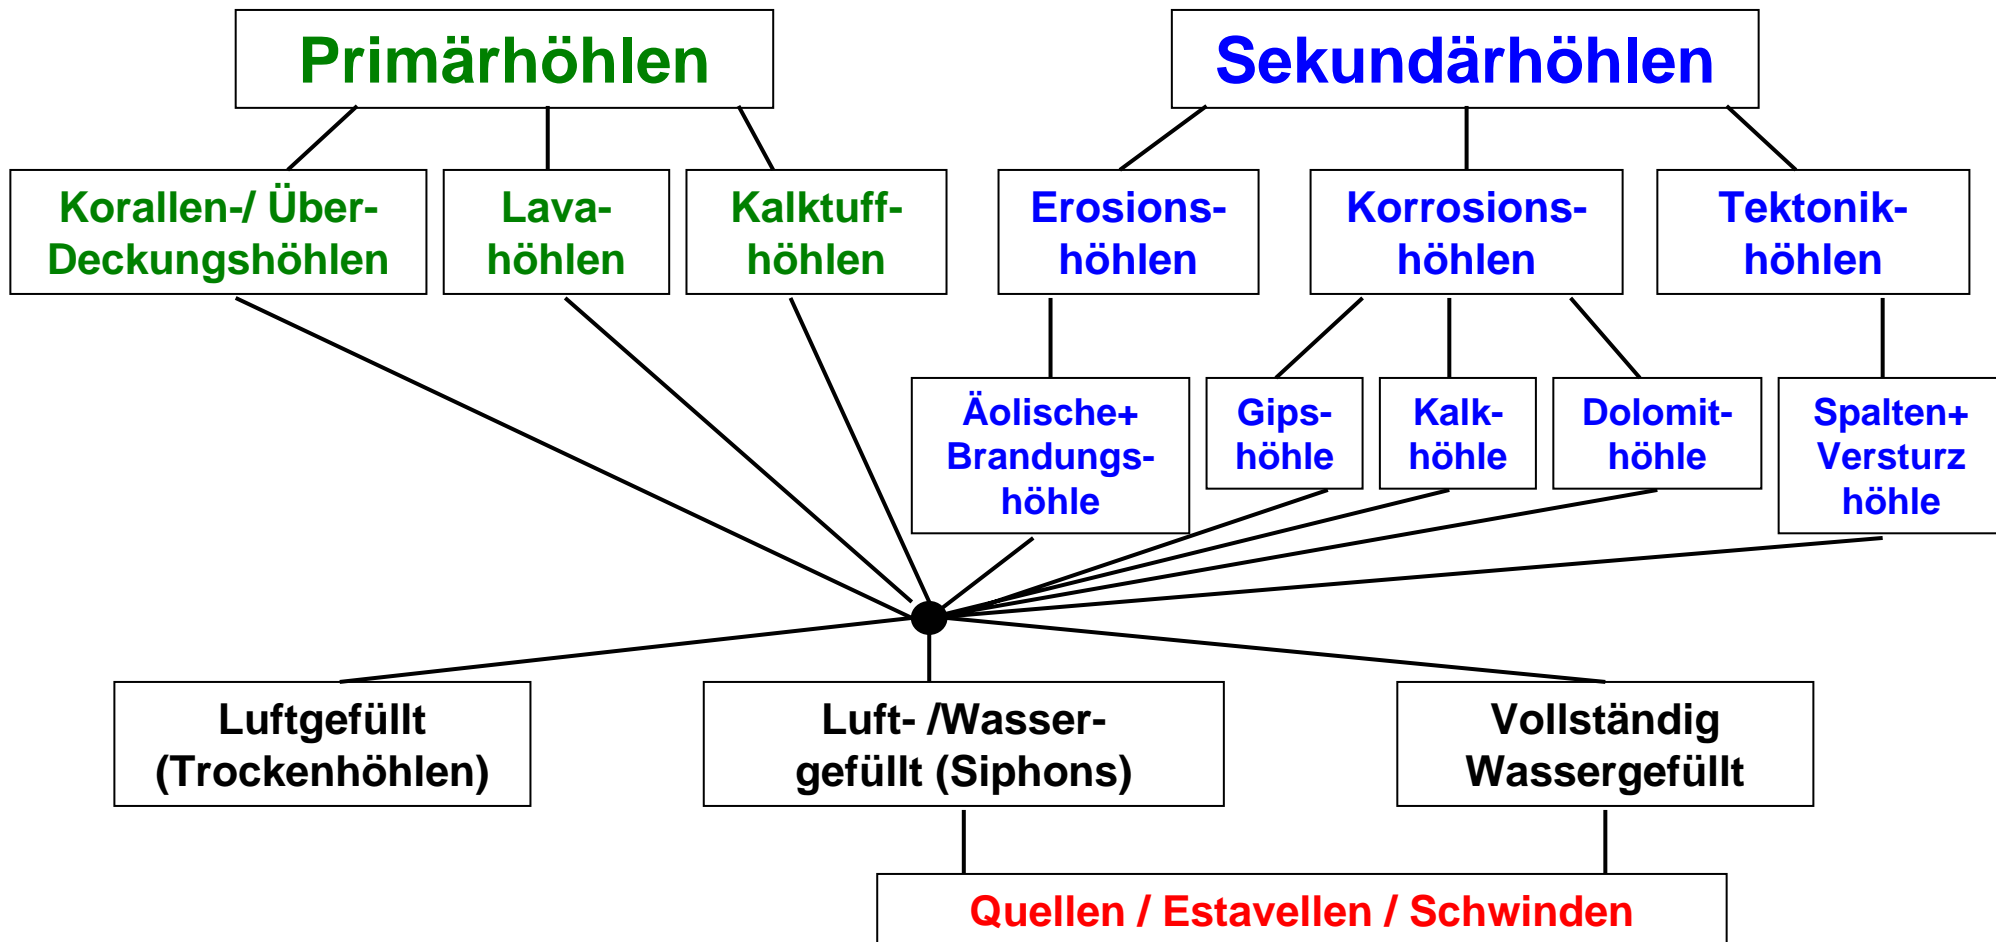 Primärhöhlen
Sekundärhöhlen
Korallen-/ Über-
Deckungshöhlen
Lava-
höhlen
Kalktuff-
höhlen
Erosions-
höhlen
Korrosions-
höhlen
Tektonik-
höhlen
Äolische+
Brandungs-
höhle
Gips-
höhle
Kalk-
höhle
Dolomit-
höhle
Spalten+
Versturz
höhle
Luftgefüllt
(Trockenhöhlen)
Luft- /Wasser-
gefüllt (Siphons)
Vollständig
Wassergefüllt
Quellen / Estavellen / Schwinden